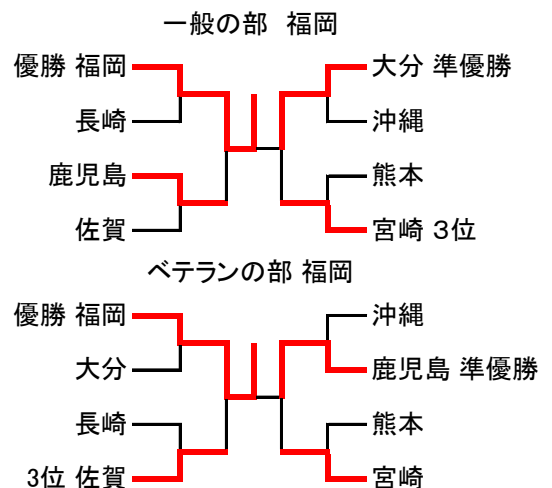 一般の部 福岡
優勝 福岡
大分 準優勝
長崎
沖縄
鹿児島
熊本
佐賀
宮崎 3位
ベテランの部 福岡
優勝 福岡
沖縄
大分
鹿児島 準優勝
長崎
熊本
3位 佐賀
宮崎